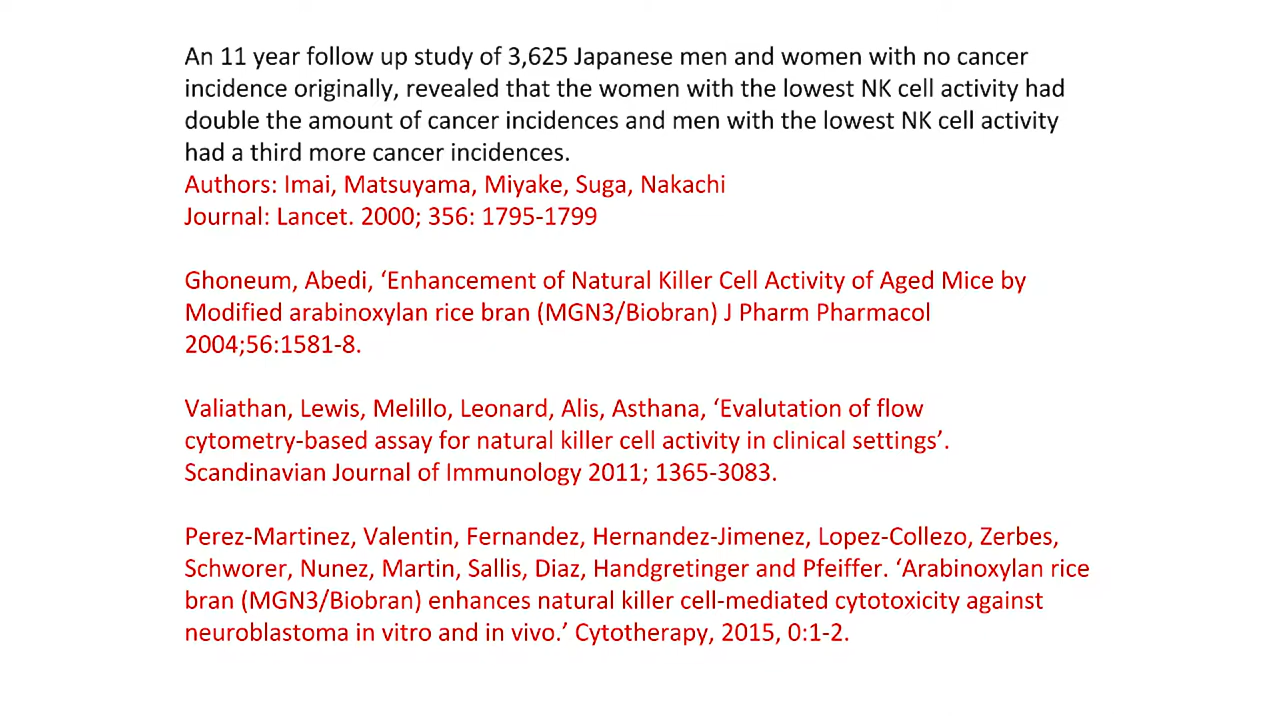 An 11 year follow up study of 3,625 Japanese men and women with no cancer
incidence originally, revealed that the women with the lowest NK cell activity had
double the amount of cancer incidences and men with the lowest NK cell activity
had a third more cancer incidences.
Authors: Imai, Matsuyama, Miyake, Suga, Nakachi
Journal: Lancet. 2000; 356: 1795-1799
Ghoneum, Abedi, ‘Enhancement of Natural Killer Cell Activity of Aged Mice by
Modified arabinoxylan rice bran (MGN3/Biobran) J Pharm Pharmacol
2004;56:1581-8.
Valiathan, Lewis, Melillo, Leonard, Alis, Asthana, ‘Evalutation of flow
cytometry-based assay for natural killer cell activity in clinical settings’.
Scandinavian Journal of Immunology 2011; 1365-3083.
Perez-Martinez, Valentin, Fernandez, Hernandez-Jimenez, Lopez-Collezo, Zerbes,
Schworer, Nunez, Martin, Sallis, Diaz, Handgretinger and Pfeiffer. ‘Arabinoxylan rice
bran (MGN3/Biobran) enhances natural killer cell-mediated cytotoxicity against
neuroblastoma in vitro and in vivo.’ Cytotherapy, 2015, 0:1-2.